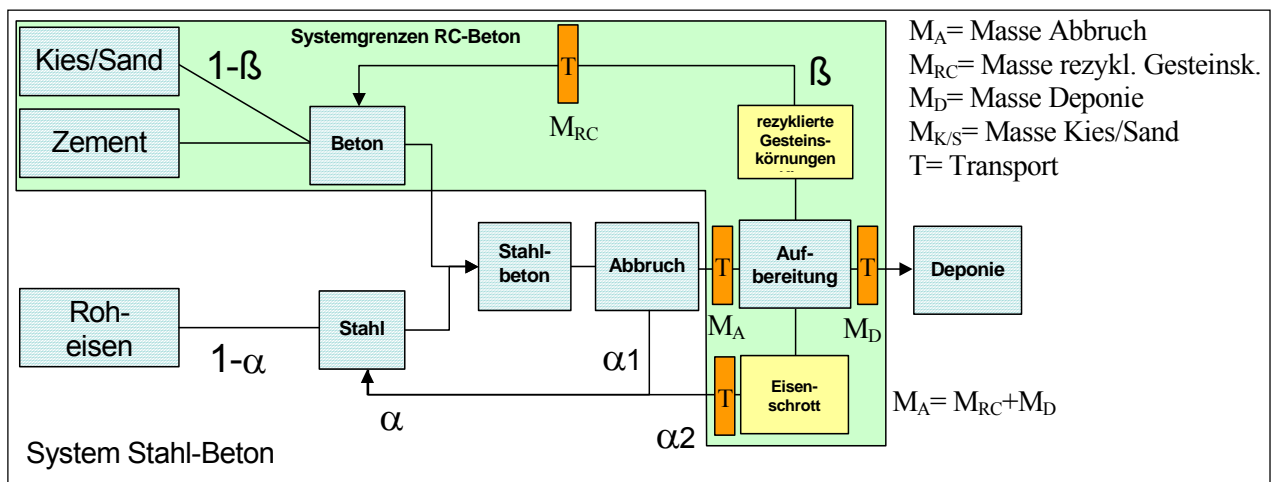 Systemgrenzen RC-Beton
Kies/Sand
1-ß
Zement
Beton
T
M_RC
ß
rezyklierte
Gesteins-
körnungen
M_A= Masse Abbruch
M_RC= Masse rezykl. Gesteinsk.
M_D= Masse Deponie
M_K/S= Masse Kies/Sand
T= Transport
Stahl-
beton
Abbruch
T
Auf-
bereitung
T
Deponie
M_A
M_D
Roh-
eisen
1-α
Stahl
α
α1
α2
T
Eisen-
schrott
M_A= M_RC+M_D
System Stahl-Beton